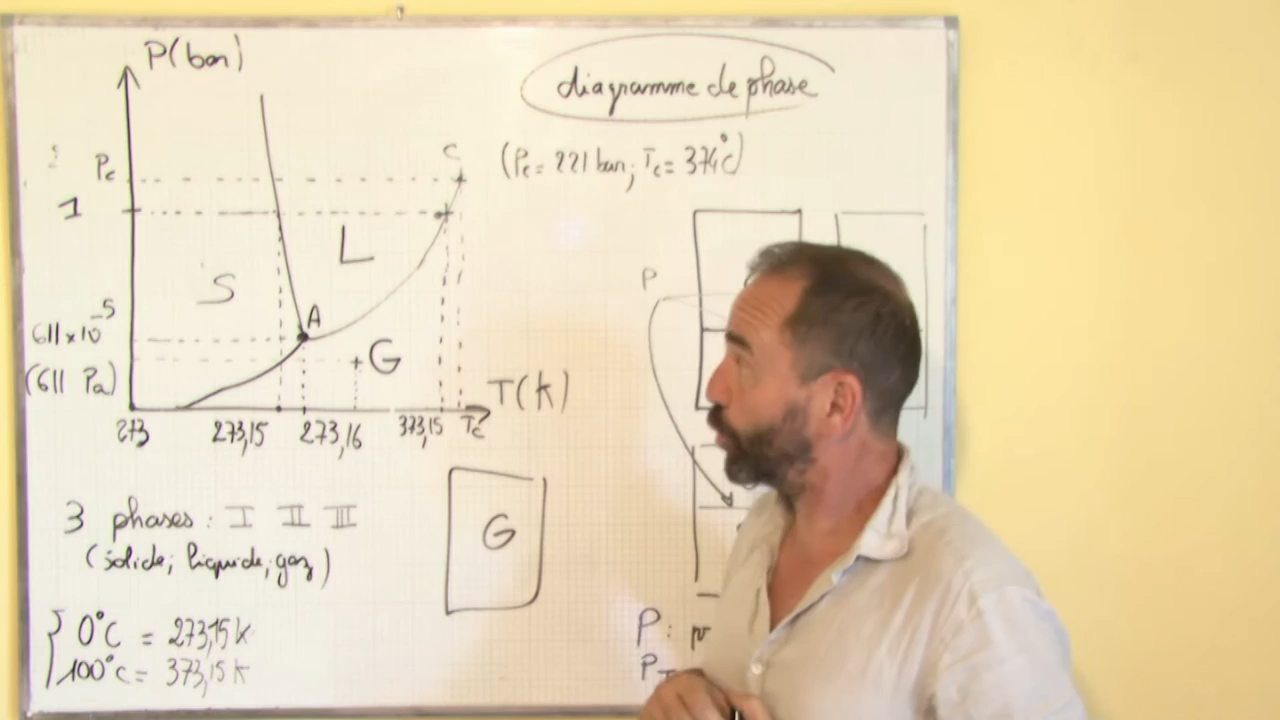 P(bar)
diagramme de phase
Pc
C
(Pc = 221 bar; Tc = 374°c)
1
L
S
P
611 x 10^-5
A
(611 Pa)
+ G
T(k)
273
273,15
273,16
373,15
Tc
3 phases : I II III
(solide; liquide; gaz)
G
0°C = 273,15 k
100°C = 373,15 k
P :
P